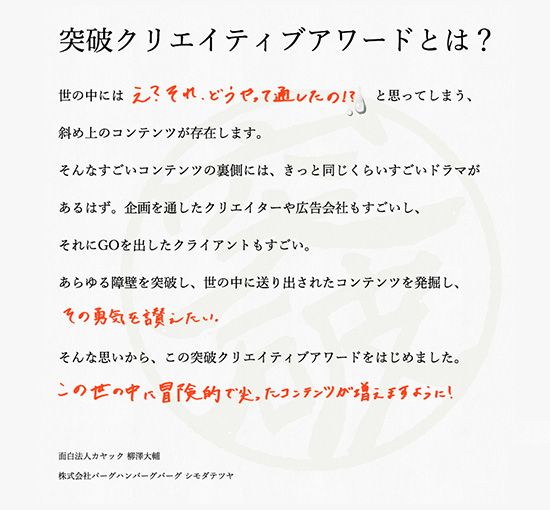 突破クリエイティブアワードとは？
世の中には え？それ、どうやって通したの!? と思ってしまう、
斜め上のコンテンツが存在します。
そんなすごいコンテンツの裏側には、きっと同じくらいすごいドラマが
あるはず。企画を通したクリエイターや広告会社もすごいし、
それにGOを出したクライアントもすごい。
あらゆる障壁を突破し、世の中に送り出されたコンテンツを発掘し、
その勇気を讃えたい。
そんな思いから、この突破クリエイティブアワードをはじめました。
この世の中に冒険的で尖ったコンテンツが増えますように!
面白法人カヤック 柳澤大輔
株式会社バーグハンバーグバーグ シモダテツヤ